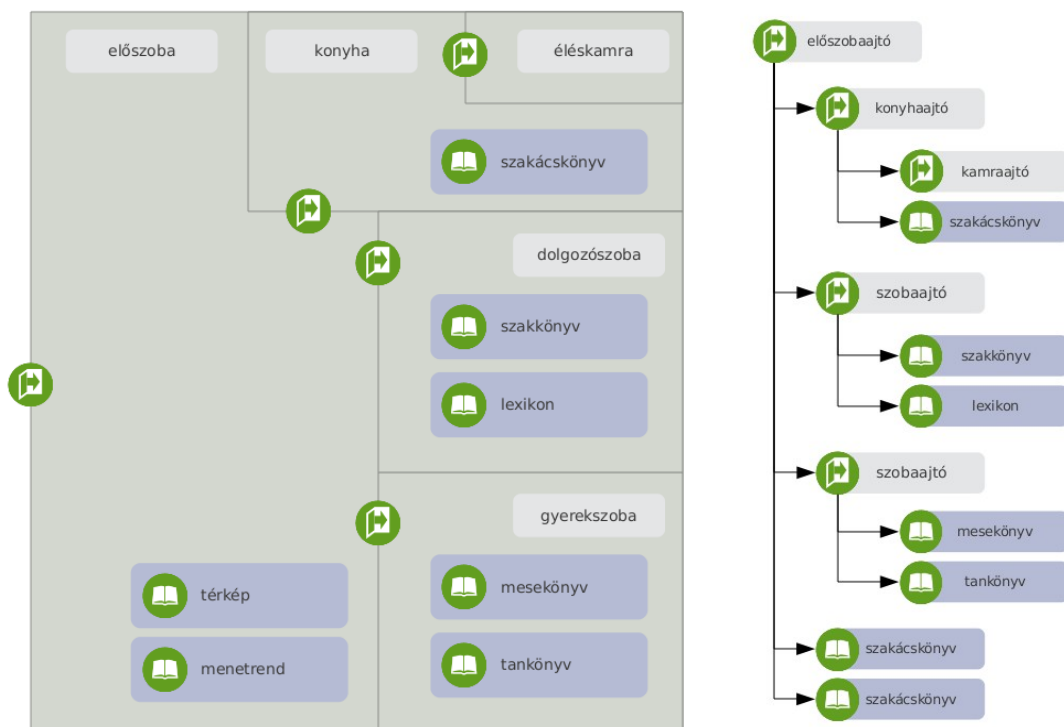 előszoba
konyha
éléskamra
szakácskönyv
dolgozószoba
szakkönyv
lexikon
gyerekszoba
térkép
mesekönyv
menetrend
tankönyv
előszobaajtó
konyhaajtó
kamraajtó
szakácskönyv
szobaajtó
szakkönyv
lexikon
szobaajtó
mesekönyv
tankönyv
szakácskönyv
szakácskönyv